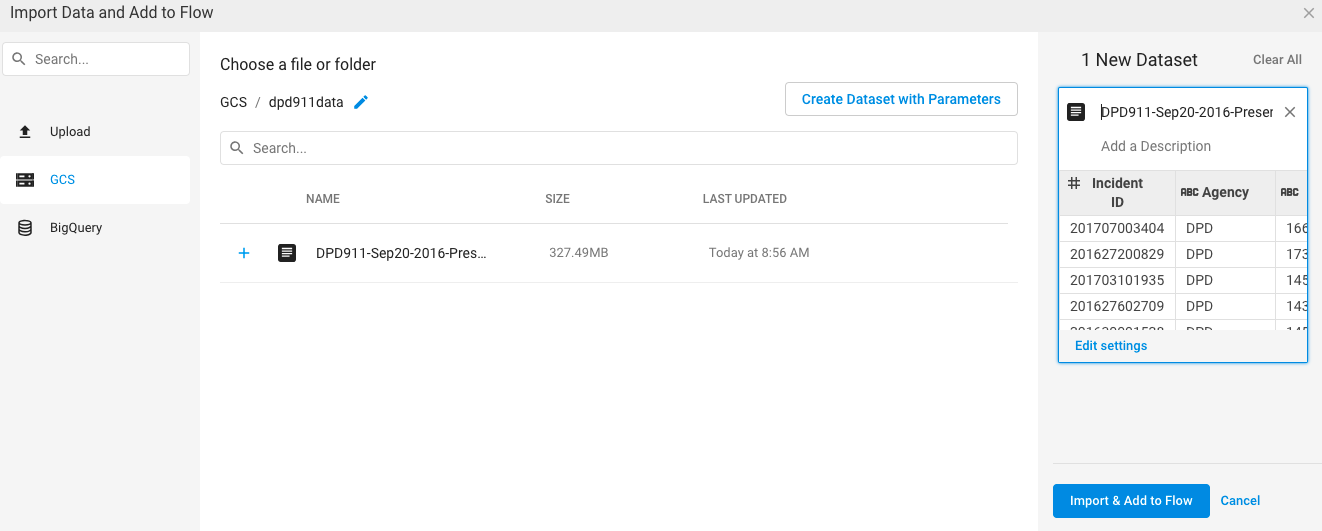 Import Data and Add to Flow
Search...
Upload
GCS
BigQuery
Choose a file or folder
GCS / dpd911data
Create Dataset with Parameters
Search...
NAME SIZE LAST UPDATED
DPD911-Sep20-2016-Pres... 327.49MB Today at 8:56 AM
1 New Dataset Clear All
DPD911-Sep20-2016-Preser
Add a Description
# Incident ID ABC Agency ABC
201707003404 DPD 166
201627200829 DPD 173
201703101935 DPD 145
201627602709 DPD 143
DPD
Edit settings
Import & Add to Flow Cancel